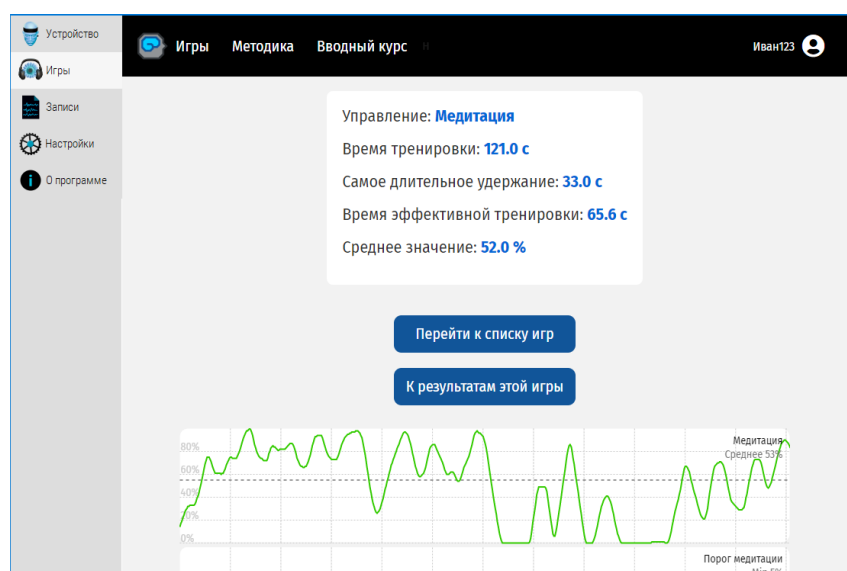 Устройство
Игры
Записи
Настройки
О программе
Игры Методика Вводный курс
Иван123
Управление: Медитация
Время тренировки: 121.0 с
Самое длительное удержание: 33.0 с
Время эффективной тренировки: 65.6 с
Среднее значение: 52.0 %
Перейти к списку игр
К результатам этой игры
Медитация
Среднее 53%
80%
60%
40%
20%
0%
Порог медитации